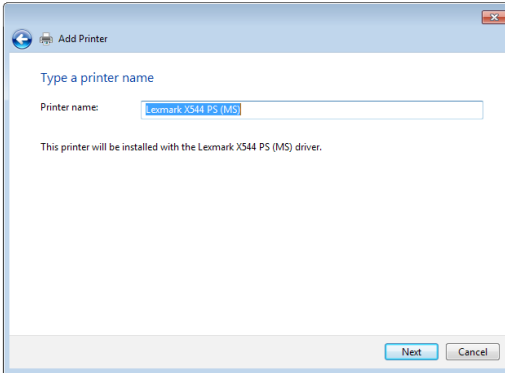 Add Printer
Type a printer name
Printer name: Lexmark X544 PS (MS)
This printer will be installed with the Lexmark X544 PS (MS) driver.
Next Cancel